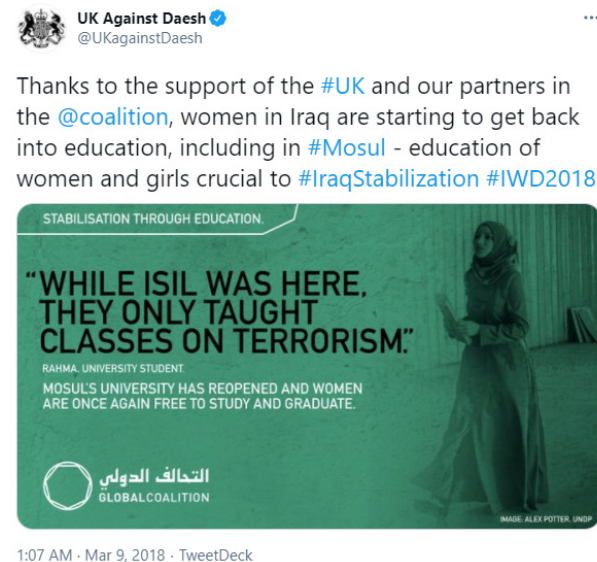 UK Against Daesh
@UKagainstDaesh
Thanks to the support of the #UK and our partners in
the @coalition, women in Iraq are starting to get back
into education, including in #Mosul - education of
women and girls crucial to #IraqStabilization #IWD2018
STABILISATION THROUGH EDUCATION.
“WHILE ISIL WAS HERE,
THEY ONLY TAUGHT
CLASSES ON TERRORISM.”
RAHMA, UNIVERSITY STUDENT.
MOSUL'S UNIVERSITY HAS REOPENED AND WOMEN
ARE ONCE AGAIN FREE TO STUDY AND GRADUATE.
التحالف الدولي
GLOBALCOALITION
IMAGE: ALEX POTTER, UNDP
1:07 AM · Mar 9, 2018 · TweetDeck